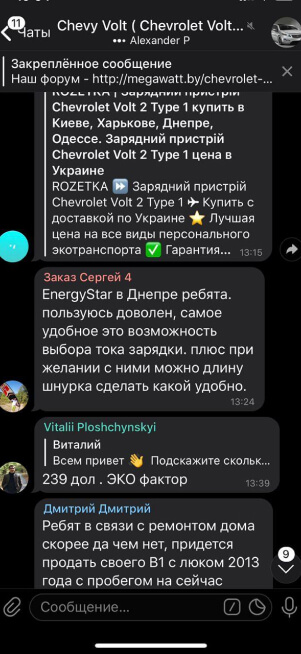 11
Чаты
Chevy Volt ( Chevrolet Volt...
••• Alexander P
Закреплённое сообщение
Наш форум - http://megawatt.by/chevrolet-...
ROZETKA | Зарядний пристрій
Chevrolet Volt 2 Type 1 купить в
Киеве, Харькове, Днепре,
Одессе. Зарядний пристрій
Chevrolet Volt 2 Type 1 цена в
Украине
ROZETKA ⏩ Зарядний пристрій
Chevrolet Volt 2 Type 1 ✈ Купить с
доставкой по Украине ⭐ Лучшая
цена на все виды персонального
экотранспорта ✅ Гарантия...
13:15
Заказ Сергей 4
EnergyStar в Днепре ребята.
пользуюсь доволен, самое
удобное это возможность
выбора тока зарядки. плюс при
желании с ними можно длину
шнурка сделать какой удобно.
13:24
Vitalii Ploshchynskyi
Виталий
Всем привет 👋 Подскажите скольк...
239 дол . ЭКО фактор
13:39
Дмитрий Дмитрий
Ребят в связи с ремонтом дома
скорее да чем нет, придется
продать своего В1 с люком 2013
года с пробегом на сейчас
9
Сообщение...